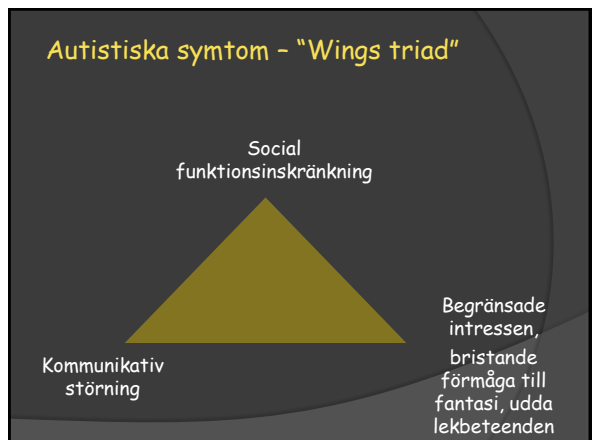 Autistiska symtom – “Wings triad”
Social
funktionsinskränkning
Kommunikativ
störning
Begränsade
intressen,
bristande
förmåga till
fantasi, udda
lekbeteenden